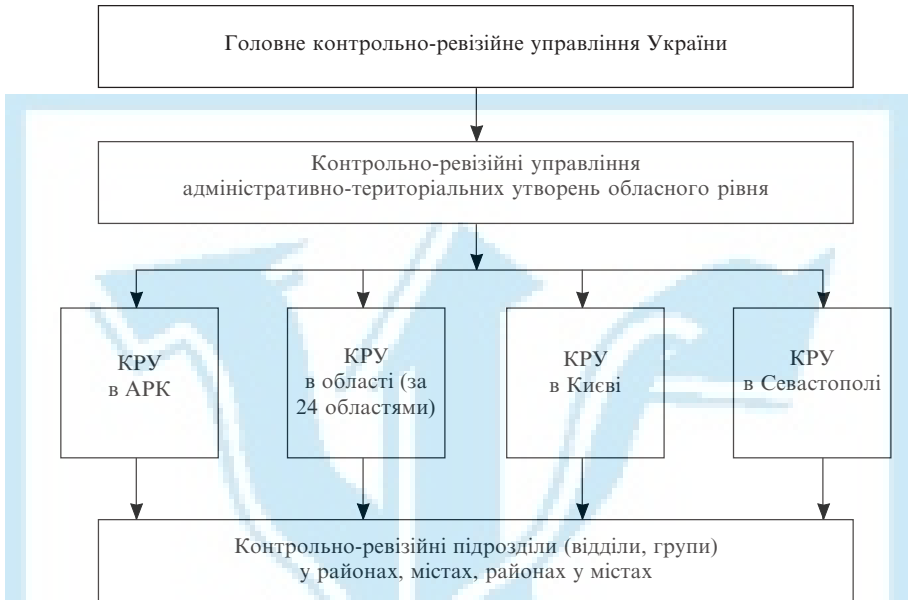 Головне контрольно-ревізійне управління України
Контрольно-ревізійні управління
адміністративно-територіальних утворень обласного рівня
КРУ
в АРК
КРУ
в області (за
24 областями)
КРУ
в Києві
КРУ
в Севастополі
Контрольно-ревізійні підрозділи (відділи, групи)
у районах, містах, районах у містах